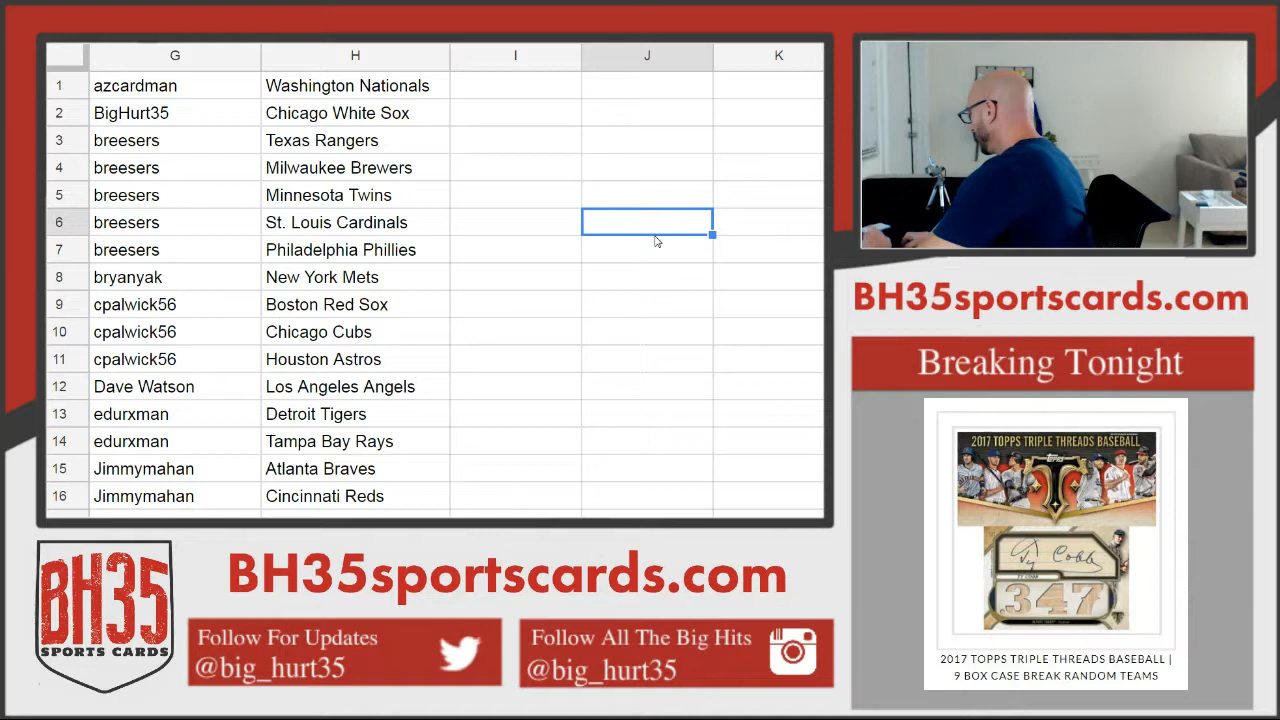 G H I J K
1 azcardman Washington Nationals
2 BigHurt35 Chicago White Sox
3 breesers Texas Rangers
4 breesers Milwaukee Brewers
5 breesers Minnesota Twins
6 breesers St. Louis Cardinals
7 breesers Philadelphia Phillies
8 bryanyak New York Mets
9 cpalwick56 Boston Red Sox
10 cpalwick56 Chicago Cubs
11 cpalwick56 Houston Astros
12 Dave Watson Los Angeles Angels
13 edurxman Detroit Tigers
14 edurxman Tampa Bay Rays
15 Jimmymahan Atlanta Braves
16 Jimmymahan Cincinnati Reds
BH35sportscards.com
Breaking Tonight
2017 TOPPS TRIPLE THREADS BASEBALL
Topps
Ty Cobb
TY COBB
347
2017 TOPPS TRIPLE THREADS BASEBALL |
9 BOX CASE BREAK RANDOM TEAMS
BH35
SPORTS CARDS
BH35sportscards.com
Follow For Updates
@big_hurt35
Follow All The Big Hits
@big_hurt35